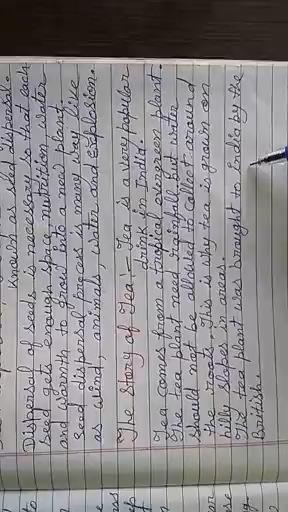 known as seed dispersal.
Dispersal of seeds is necessary so that each
seed gets enough space, nutrition, water
and warmth to grow into a new plant.
Seed dispersal process is many way like
as wind, animals, water and explosion.
The Story of Tea :- Tea is a very popular
drink in India.
Tea comes from a tropical evergreen plant.
The tea plant need rainfall but water
should not be allowed to collect around
the roots. This is why tea is grown on
hilly slopes in areas.
The tea plant was brought to India by the
British.